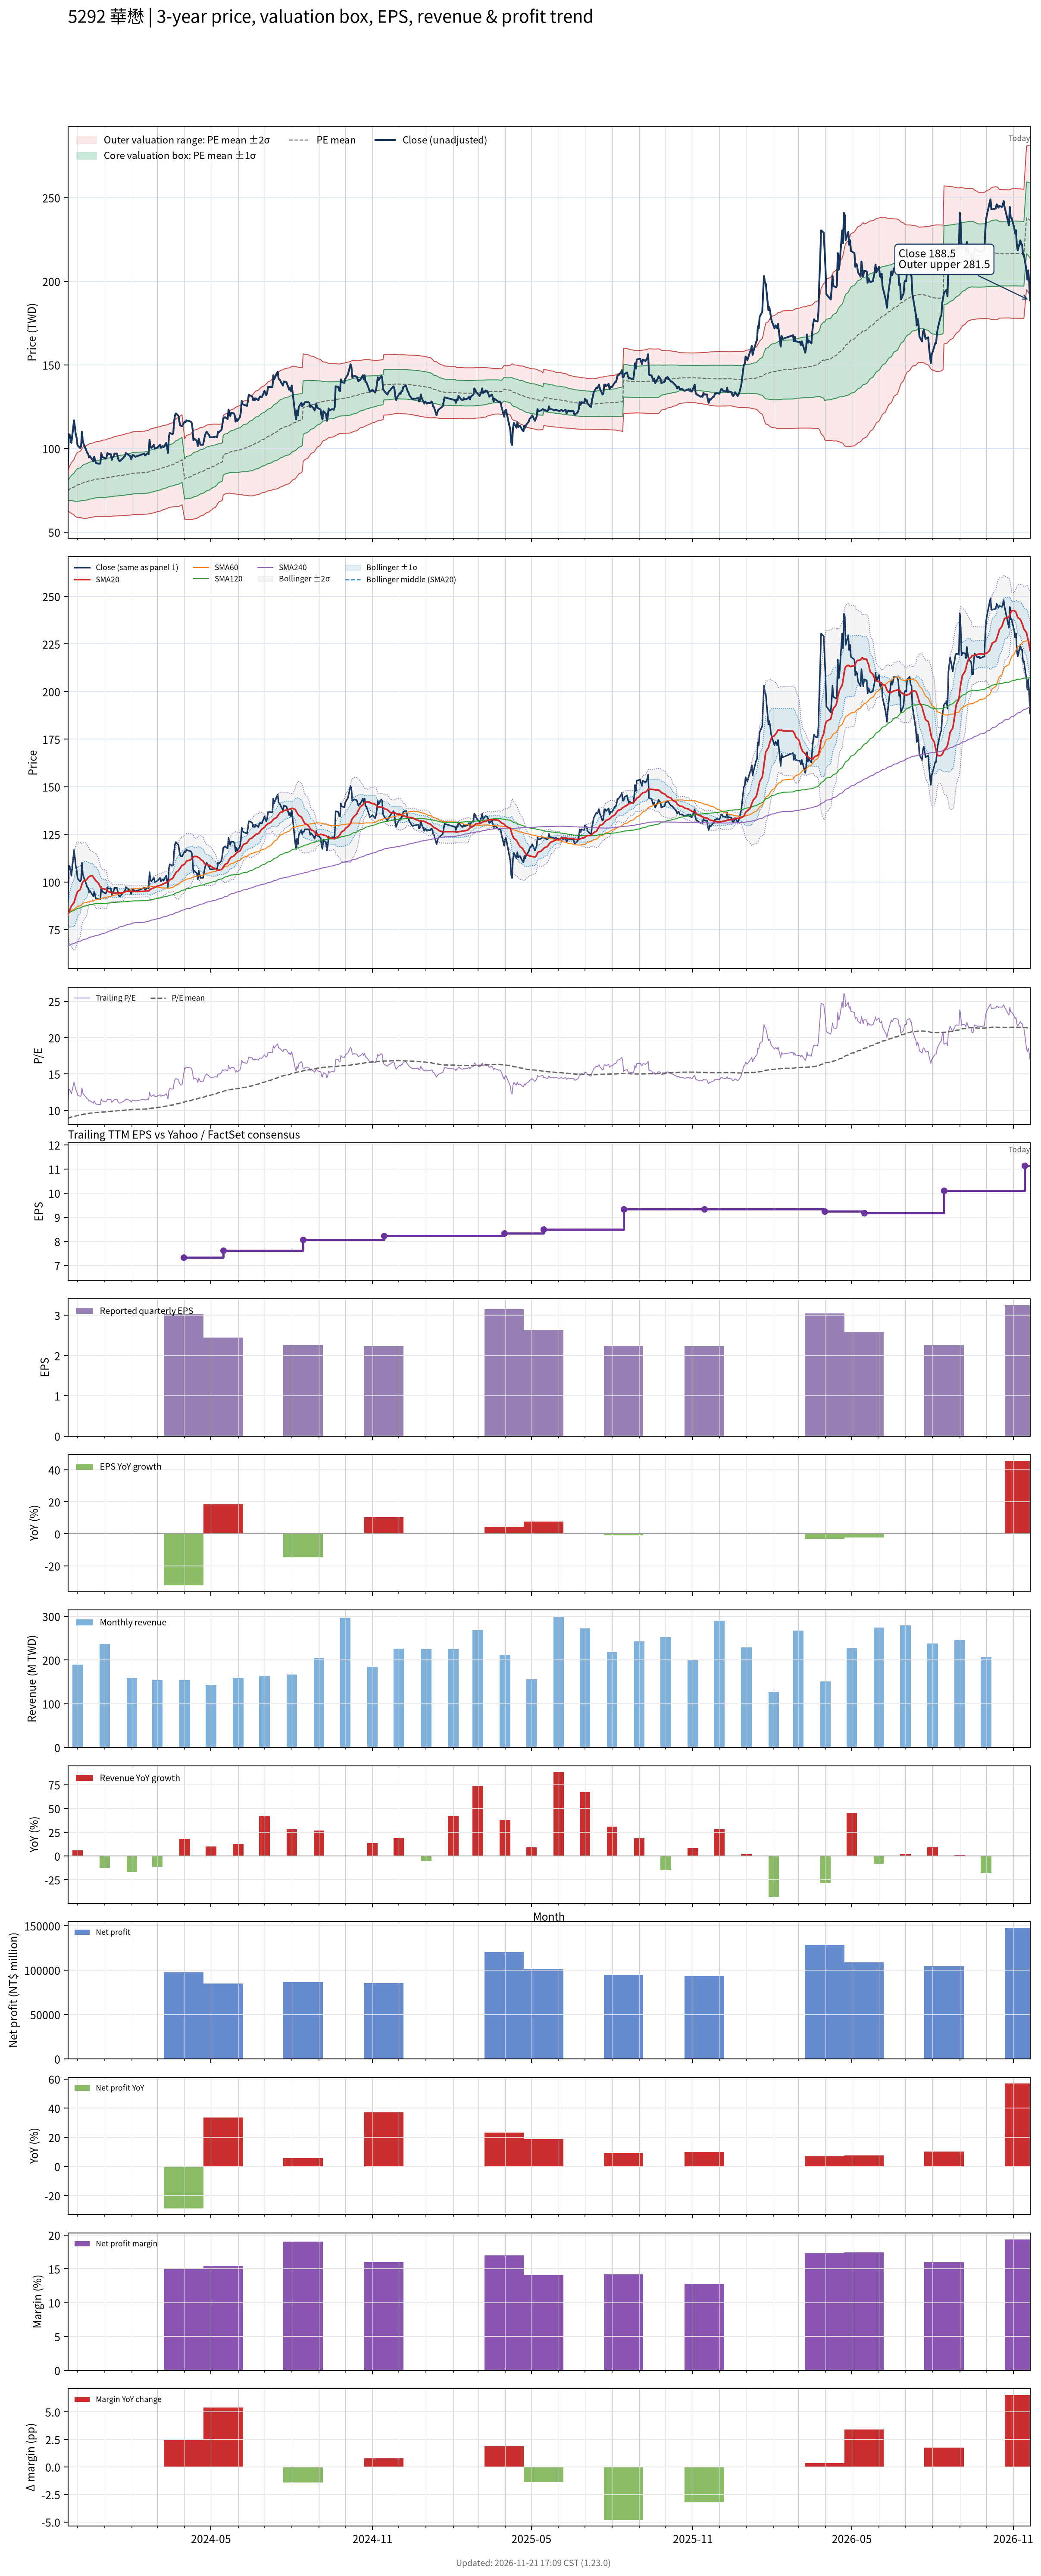 5292 華懋 | 3-year price, valuation box, EPS, revenue & profit trend
Outer valuation range: PE mean ±2σ
PE mean
Close (unadjusted)
Core valuation box: PE mean ±1σ
Today
Close 188.5
Outer upper 281.5
Price (TWD)
250
200
150
100
50
Close (same as panel 1)
SMA20
SMA60
SMA120
SMA240
Bollinger ±2σ
Bollinger ±1σ
Bollinger middle (SMA20)
Price
250
225
200
175
150
125
100
75
Trailing P/E
P/E mean
P/E
25
20
15
10
Trailing TTM EPS vs Yahoo / FactSet consensus
Today
EPS
12
11
10
9
8
7
Reported quarterly EPS
EPS
3
2
1
0
EPS YoY growth
YoY (%)
40
20
0
-20
Monthly revenue
Revenue (M TWD)
300
200
100
0
Revenue YoY growth
YoY (%)
75
50
25
0
-25
Month
Net profit
Net profit (NT$ million)
150000
100000
50000
0
Net profit YoY
YoY (%)
60
40
20
0
-20
Net profit margin
Margin (%)
20
15
10
5
0
Margin YoY change
Δ margin (pp)
5.0
2.5
0.0
-2.5
-5.0
2024-05
2024-11
2025-05
2025-11
2026-05
2026-11
Updated: 2026-11-21 17:09 CST (1.23.0)